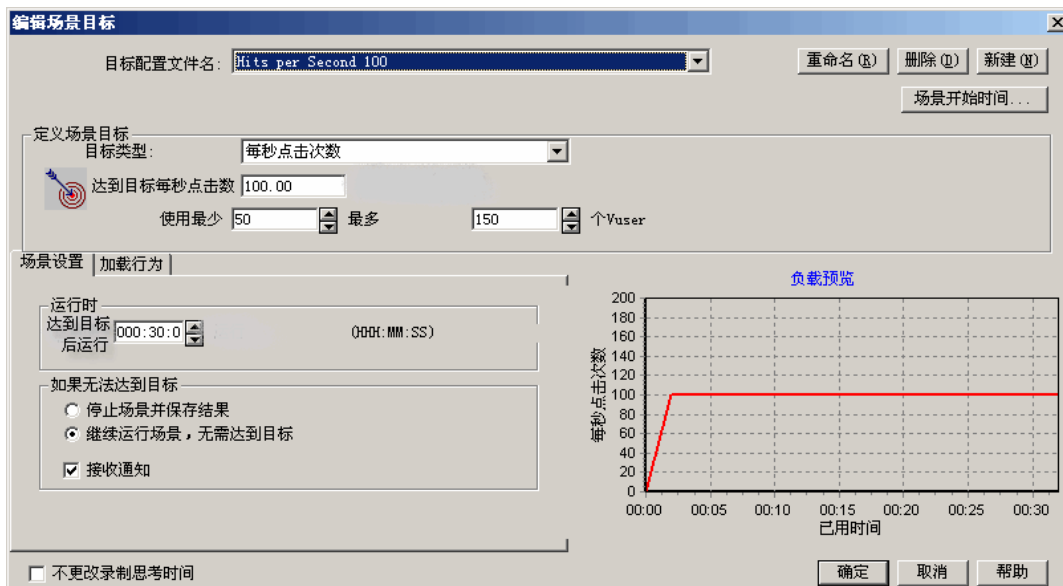 编辑场景目标
目标配置文件名: Hits per Second 100 重命名(R) 删除(D) 新建(N)
场景开始时间...
定义场景目标
目标类型: 每秒点击次数
达到目标每秒点击数 100.00
使用最少 50 最多 150 个Vuser
场景设置 加载行为
运行时
达到目标后运行 000:30:0 (HHH:MM:SS)
如果无法达到目标
停止场景并保存结果
继续运行场景，无需达到目标
接收通知
负载预览
每秒点击次数
200
180
160
140
120
100
80
60
40
20
0
00:00 00:05 00:10 00:15 00:20 00:25 00:30
已用时间
不更改录制思考时间 确定 取消 帮助